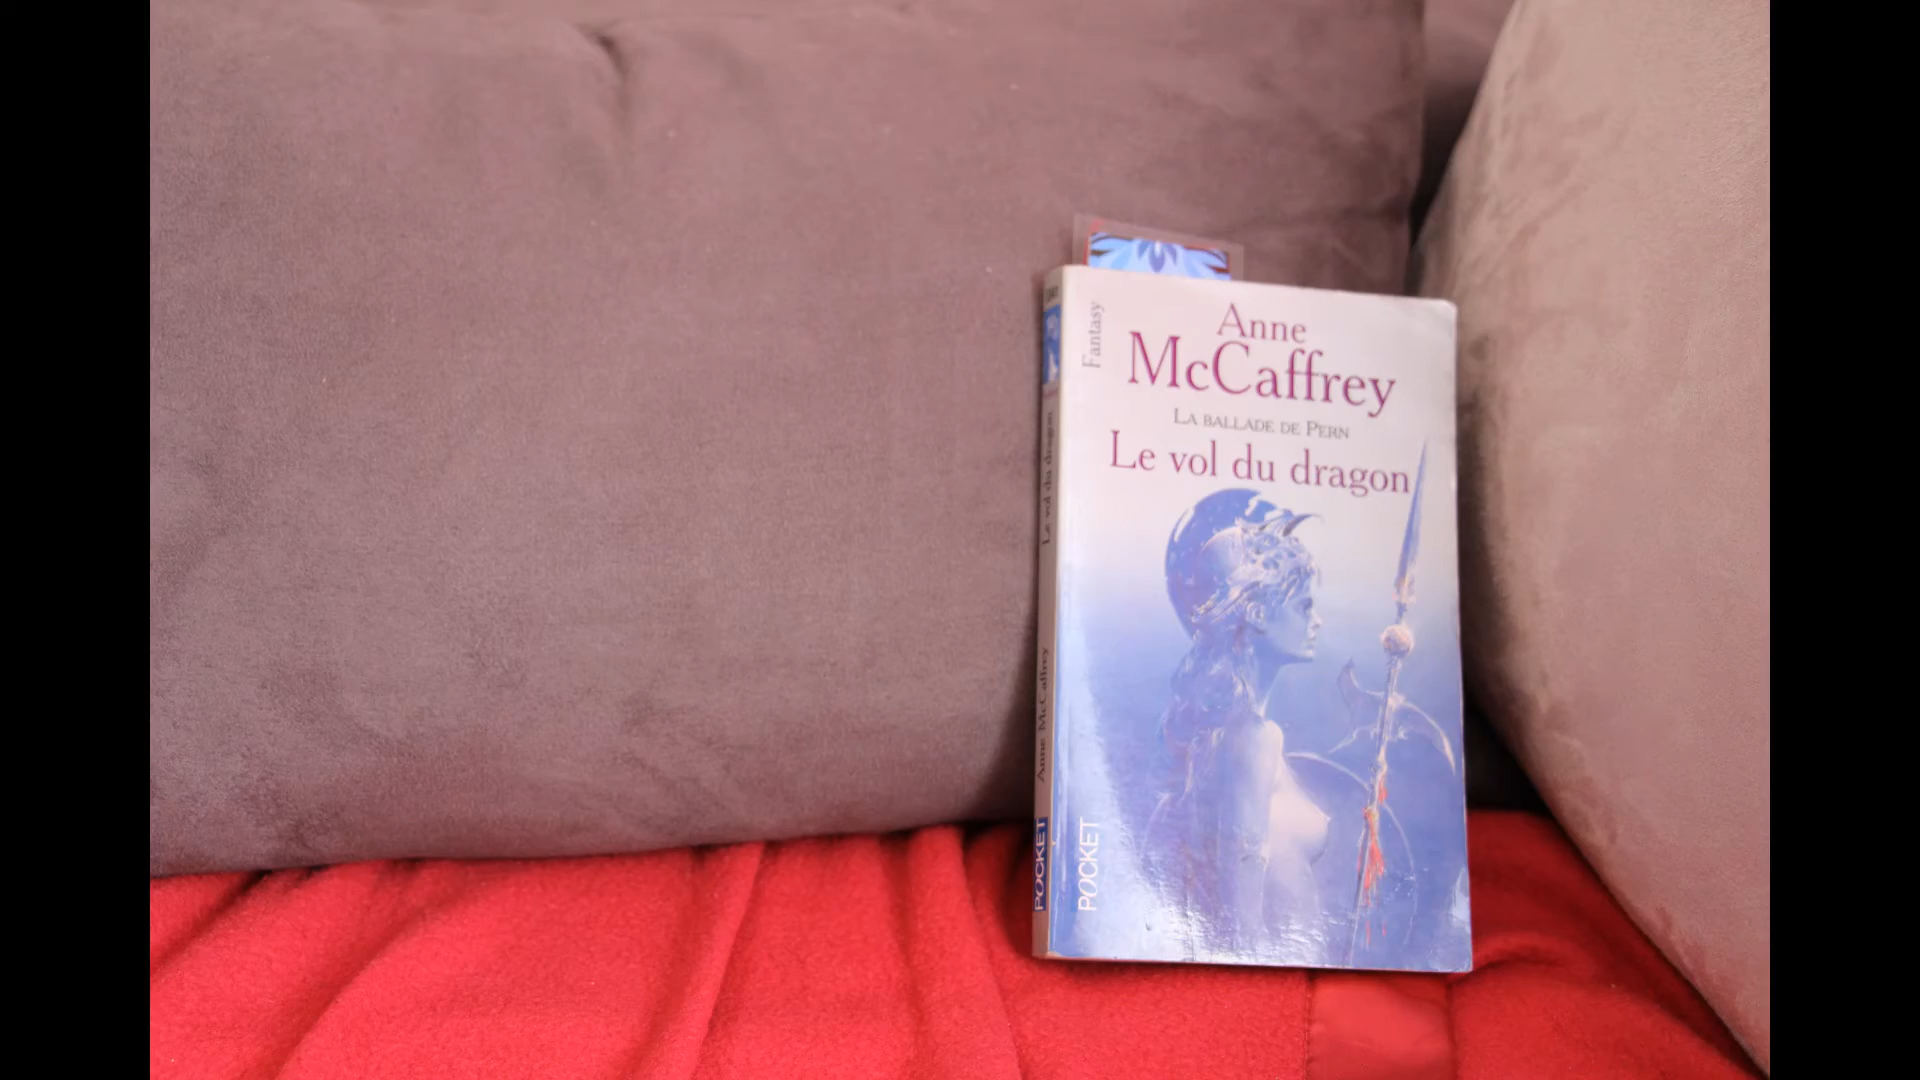 Fantasy
Anne
McCaffrey
La ballade de Pern
Le vol du dragon
POCKET
Le vol du dragon
Anne McCaffrey
POCKET